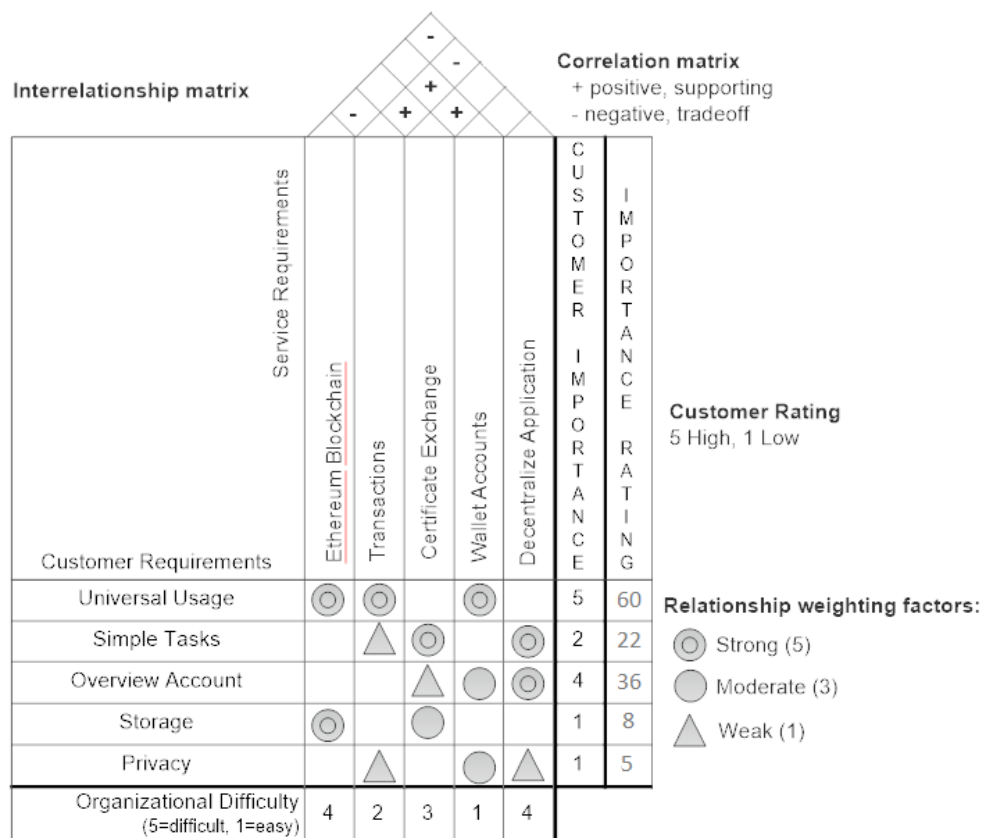 Interrelationship matrix
Correlation matrix
+ positive, supporting
- negative, tradeoff
-
-
+
- + +
Service Requirements
Ethereum Blockchain
Transactions
Certificate Exchange
Wallet Accounts
Decentralize Application
CUSTOMER IMPORTANCE
IMPORTANCE RATING
Customer Rating
5 High, 1 Low
Customer Requirements
Universal Usage 5 60
Simple Tasks 2 22
Overview Account 4 36
Storage 1 8
Privacy 1 5
Relationship weighting factors:
Strong (5)
Moderate (3)
Weak (1)
Organizational Difficulty
(5=difficult, 1=easy)
4 2 3 1 4